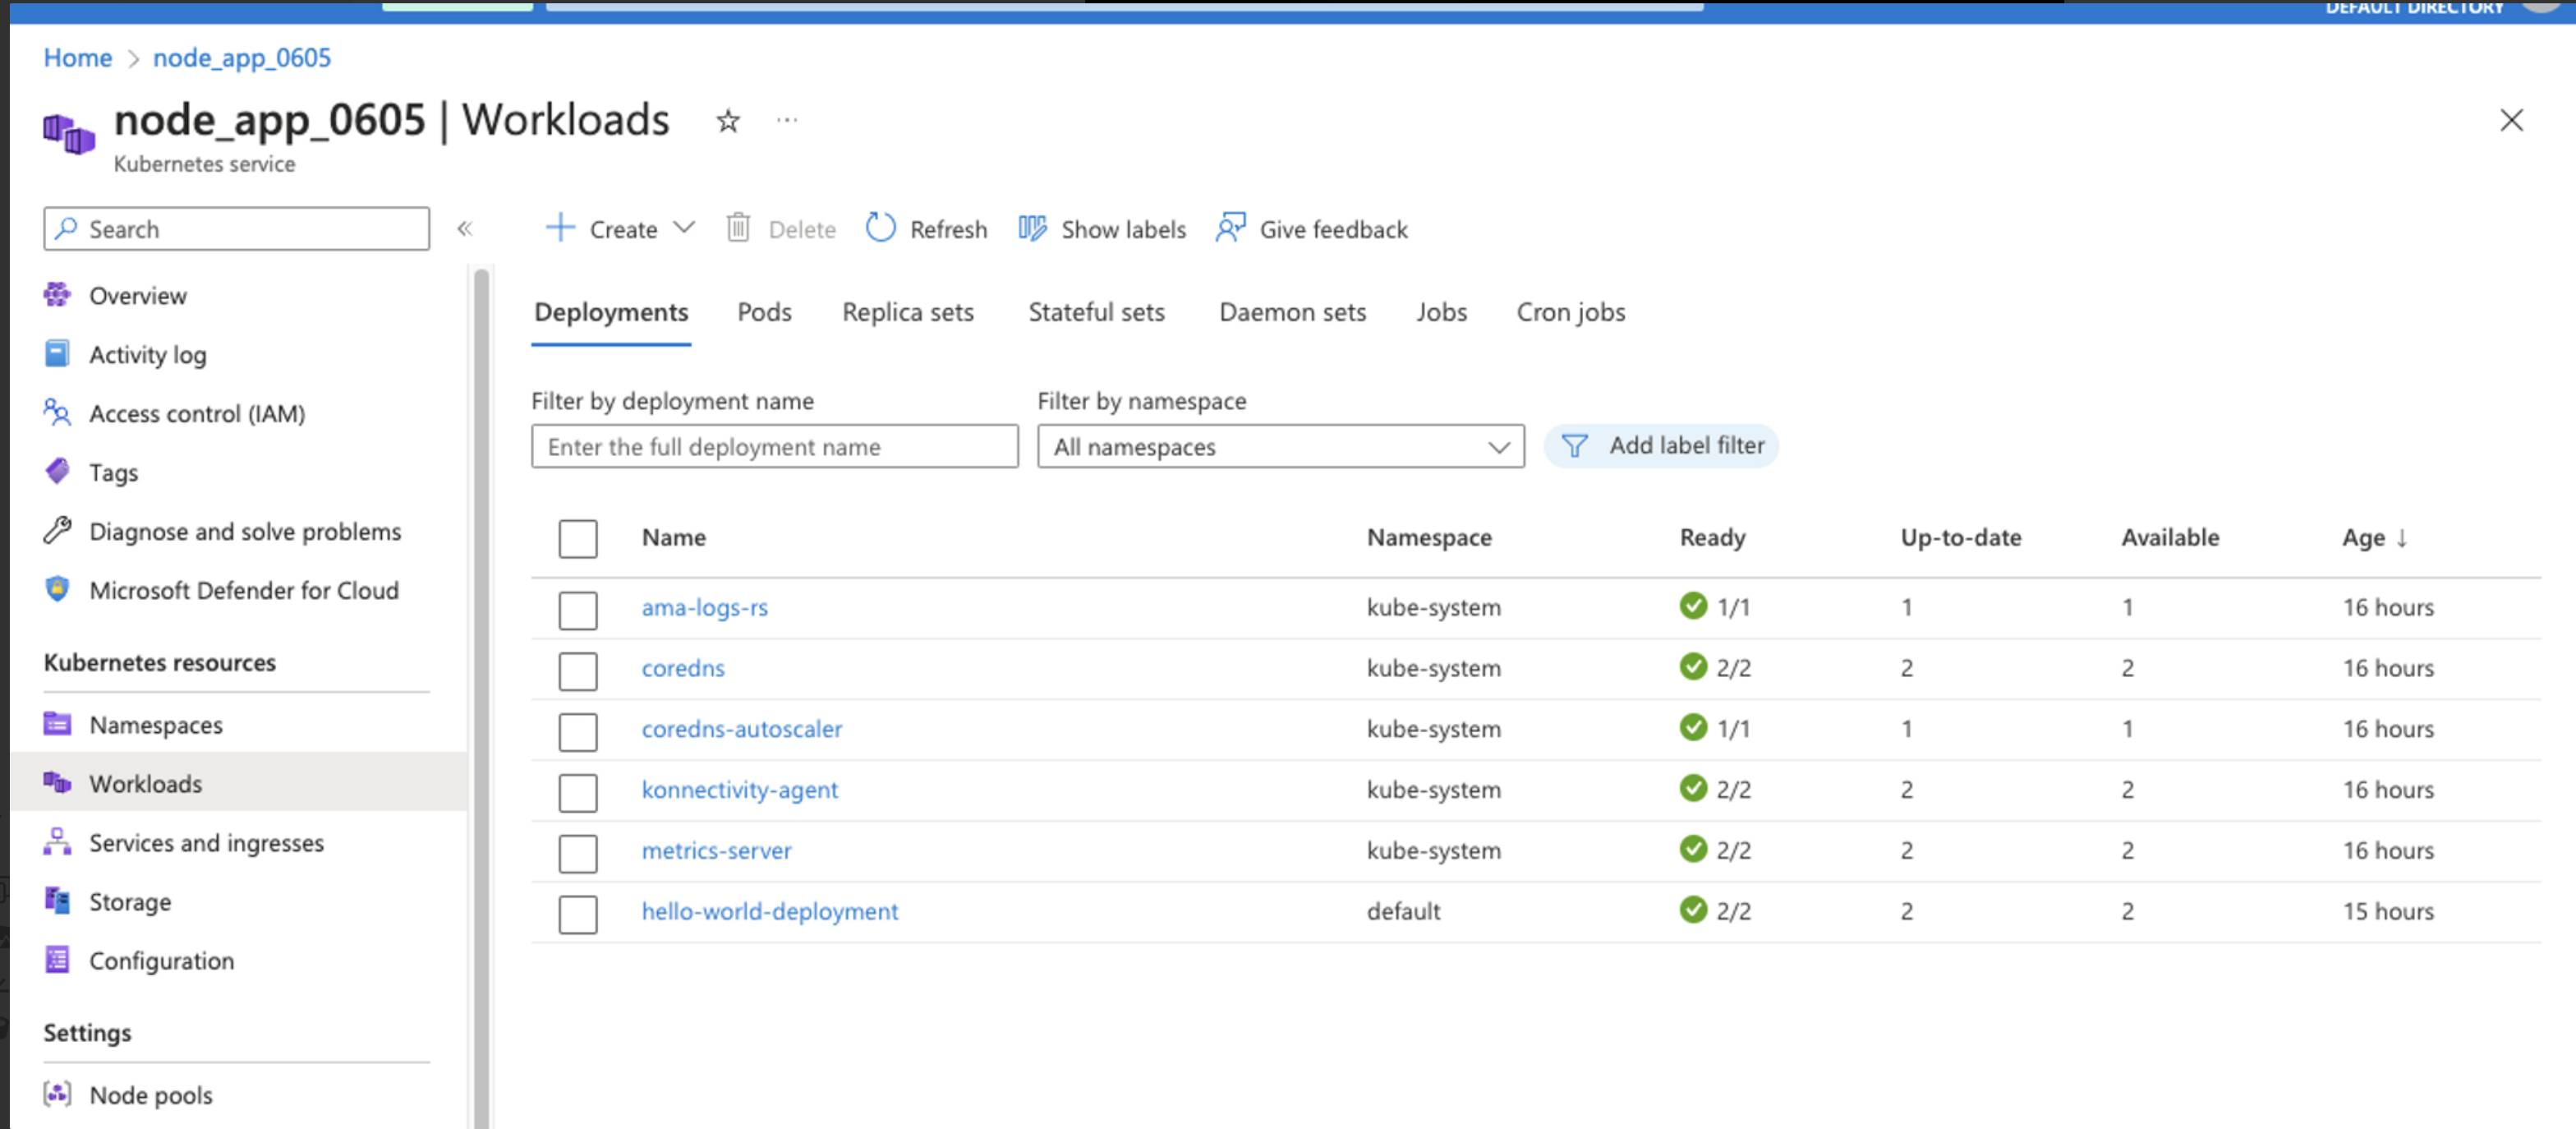 DEFAULT DIRECTORY
Home > node_app_0605
node_app_0605 | Workloads
Kubernetes service
Search
Create
Delete
Refresh
Show labels
Give feedback
Overview
Activity log
Access control (IAM)
Tags
Diagnose and solve problems
Microsoft Defender for Cloud
Kubernetes resources
Namespaces
Workloads
Services and ingresses
Storage
Configuration
Settings
Node pools
Deployments Pods Replica sets Stateful sets Daemon sets Jobs Cron jobs
Filter by deployment name
Enter the full deployment name
Filter by namespace
All namespaces
Add label filter
Name Namespace Ready Up-to-date Available Age ↓
ama-logs-rs kube-system 1/1 1 1 16 hours
coredns kube-system 2/2 2 2 16 hours
coredns-autoscaler kube-system 1/1 1 1 16 hours
konnectivity-agent kube-system 2/2 2 2 16 hours
metrics-server kube-system 2/2 2 2 16 hours
hello-world-deployment default 2/2 2 2 15 hours